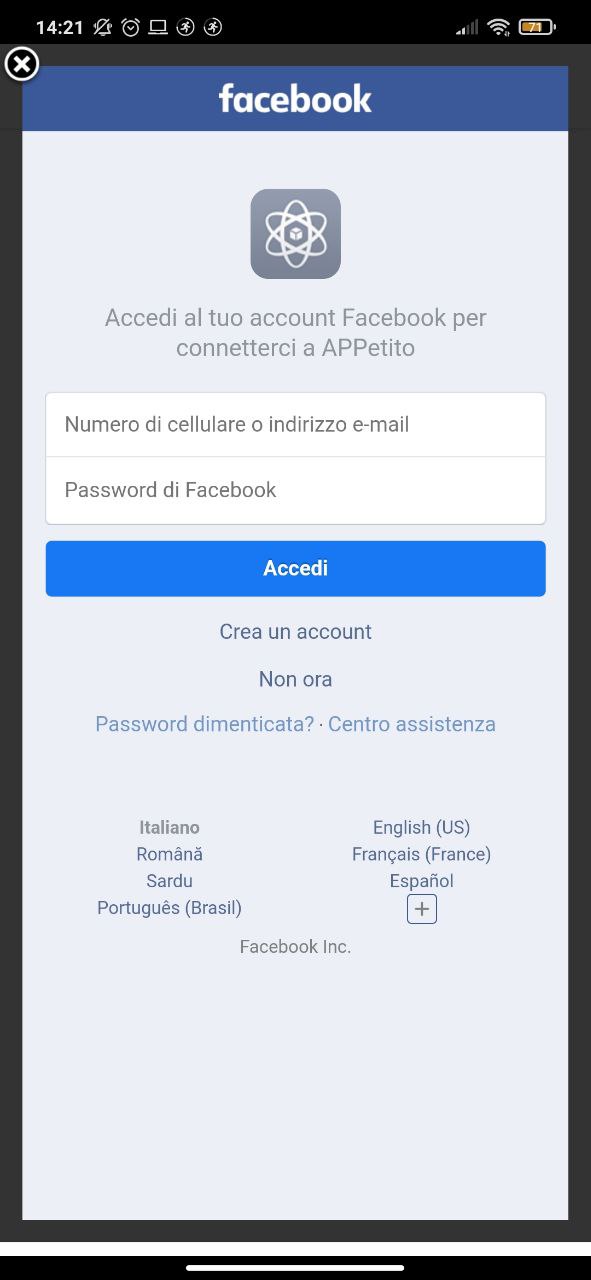 14:21
71
facebook
Accedi al tuo account Facebook per
connetterci a APPetito
Numero di cellulare o indirizzo e-mail
Password di Facebook
Accedi
Crea un account
Non ora
Password dimenticata? · Centro assistenza
Italiano English (US)
Română Français (France)
Sardu Español
Português (Brasil) +
Facebook Inc.